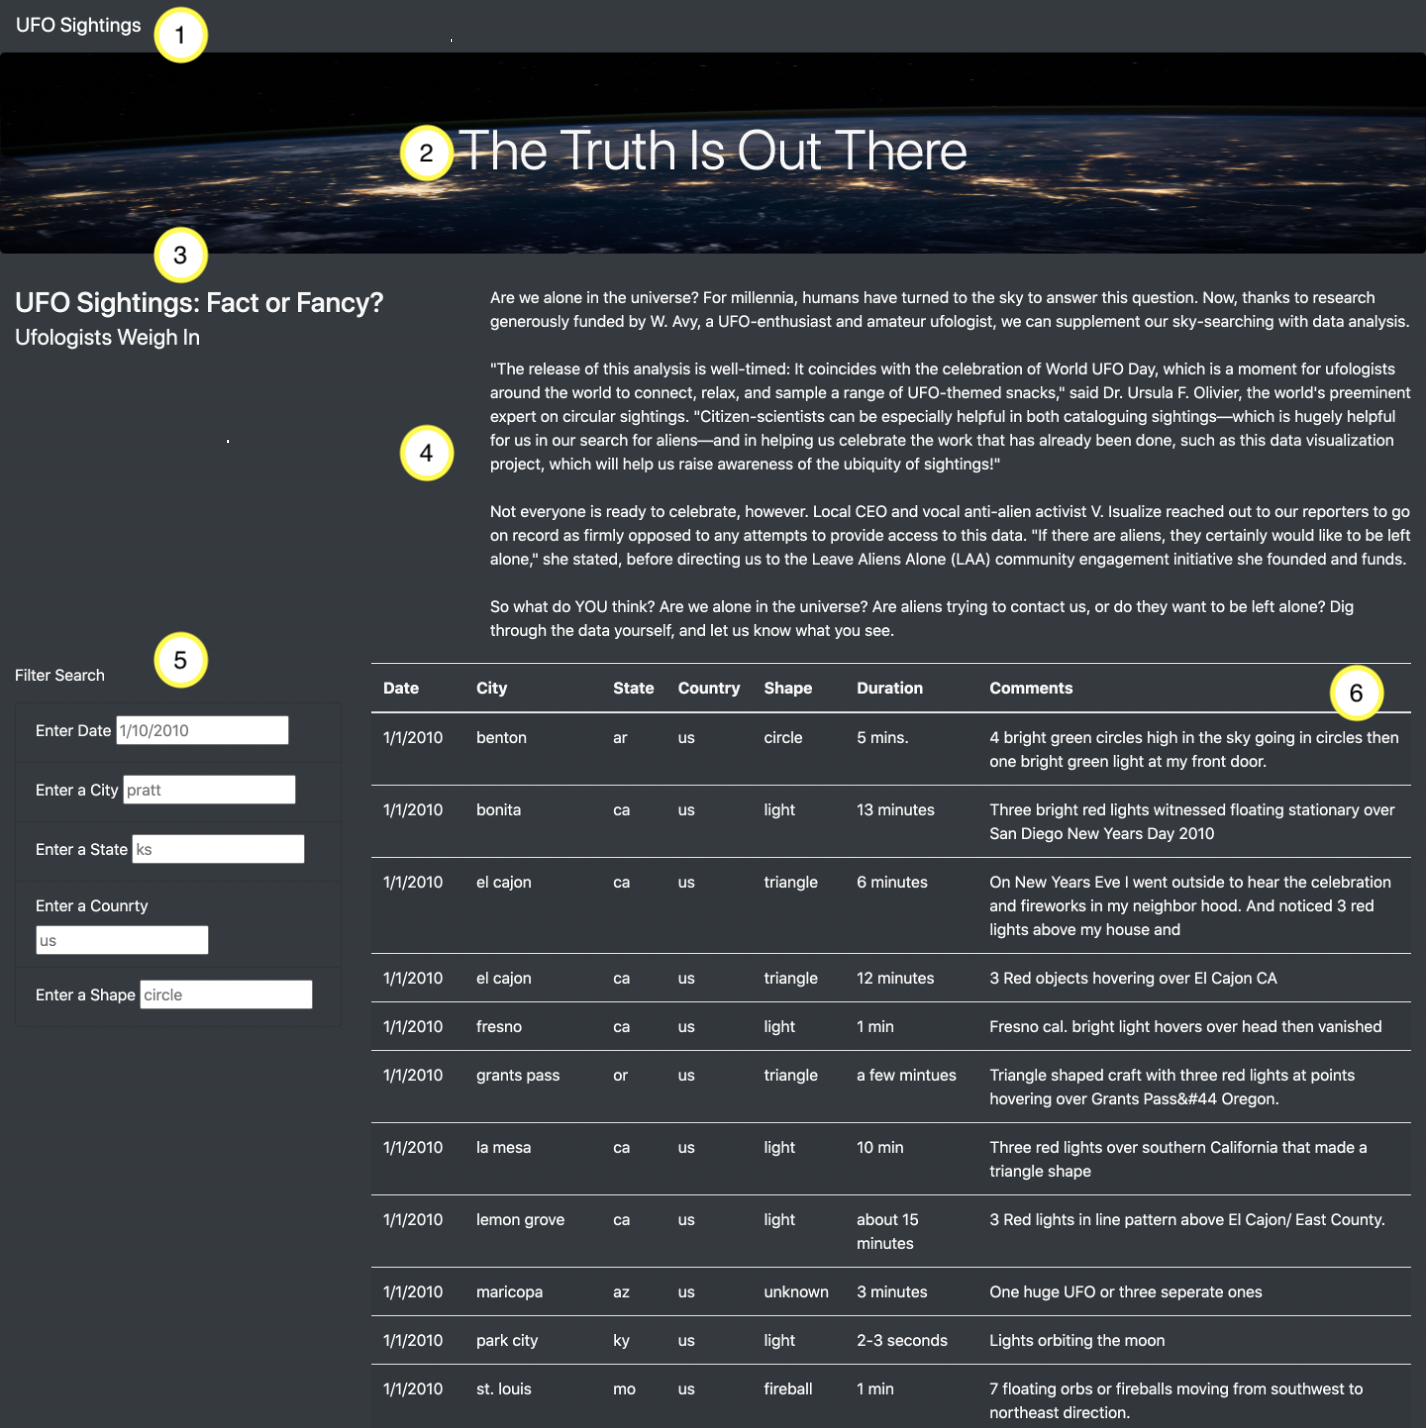 UFO Sightings
1
2
The Truth Is Out There
3
UFO Sightings: Fact or Fancy?
Ufologists Weigh In
Are we alone in the universe? For millennia, humans have turned to the sky to answer this question. Now, thanks to research
generously funded by W. Avy, a UFO-enthusiast and amateur ufologist, we can supplement our sky-searching with data analysis.
"The release of this analysis is well-timed: It coincides with the celebration of World UFO Day, which is a moment for ufologists
around the world to connect, relax, and sample a range of UFO-themed snacks," said Dr. Ursula F. Olivier, the world's preeminent
expert on circular sightings. "Citizen-scientists can be especially helpful in both cataloguing sightings—which is hugely helpful
for us in our search for aliens—and in helping us celebrate the work that has already been done, such as this data visualization
project, which will help us raise awareness of the ubiquity of sightings!"
4
Not everyone is ready to celebrate, however. Local CEO and vocal anti-alien activist V. Isualize reached out to our reporters to go
on record as firmly opposed to any attempts to provide access to this data. "If there are aliens, they certainly would like to be left
alone," she stated, before directing us to the Leave Aliens Alone (LAA) community engagement initiative she founded and funds.
So what do YOU think? Are we alone in the universe? Are aliens trying to contact us, or do they want to be left alone? Dig
through the data yourself, and let us know what you see.
5
Filter Search
Enter Date 1/10/2010
Enter a City pratt
Enter a State ks
Enter a Counrty
us
Enter a Shape circle
6
Date City State Country Shape Duration Comments
1/1/2010 benton ar us circle 5 mins. 4 bright green circles high in the sky going in circles then
one bright green light at my front door.
1/1/2010 bonita ca us light 13 minutes Three bright red lights witnessed floating stationary over
San Diego New Years Day 2010
1/1/2010 el cajon ca us triangle 6 minutes On New Years Eve I went outside to hear the celebration
and fireworks in my neighbor hood. And noticed 3 red
lights above my house and
1/1/2010 el cajon ca us triangle 12 minutes 3 Red objects hovering over El Cajon CA
1/1/2010 fresno ca us light 1 min Fresno cal. bright light hovers over head then vanished
1/1/2010 grants pass or us triangle a few mintues Triangle shaped craft with three red lights at points
hovering over Grants Pass&#44 Oregon.
1/1/2010 la mesa ca us light 10 min Three red lights over southern California that made a
triangle shape
1/1/2010 lemon grove ca us light about 15 3 Red lights in line pattern above El Cajon/ East County.
minutes
1/1/2010 maricopa az us unknown 3 minutes One huge UFO or three seperate ones
1/1/2010 park city ky us light 2-3 seconds Lights orbiting the moon
1/1/2010 st. louis mo us fireball 1 min 7 floating orbs or fireballs moving from southwest to
northeast direction.